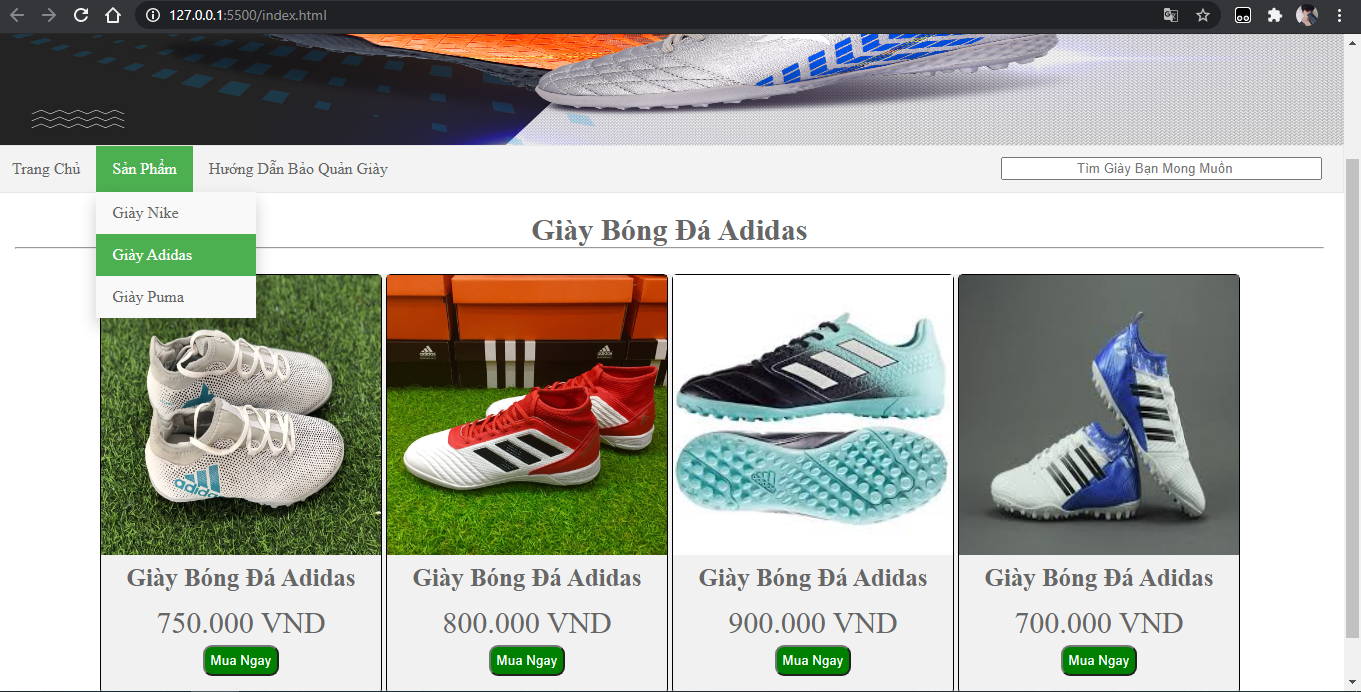 127.0.0.1:5500/index.html
Trang Chủ Sản Phẩm Hướng Dẫn Bảo Quản Giày Tìm Giày Bạn Mong Muốn
Giày Nike
Giày Adidas
Giày Puma
Giày Bóng Đá Adidas
adidas
adidas
adidas
Giày Bóng Đá Adidas Giày Bóng Đá Adidas Giày Bóng Đá Adidas Giày Bóng Đá Adidas
750.000 VND 800.000 VND 900.000 VND 700.000 VND
Mua Ngay Mua Ngay Mua Ngay Mua Ngay